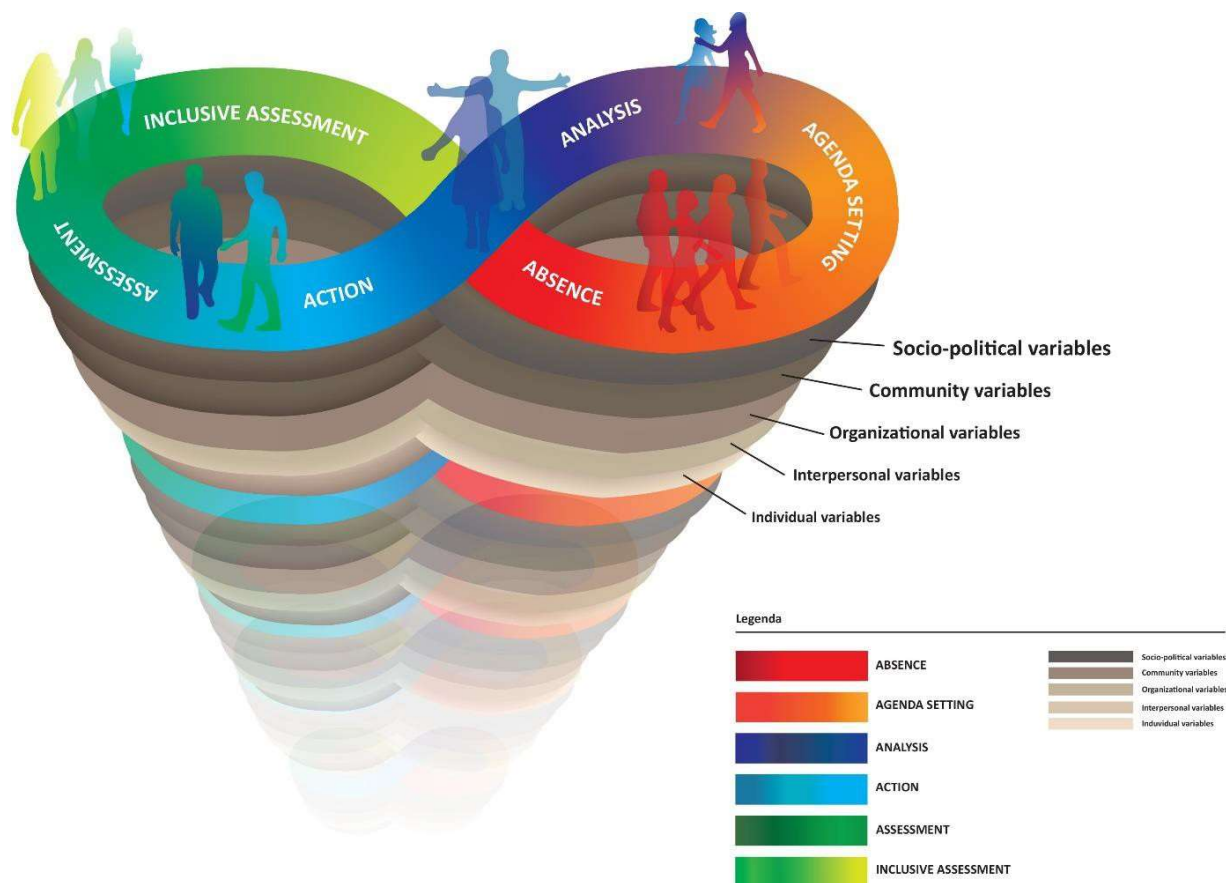 INCLUSIVE ASSESSMENT
ANALYSIS
AGENDA SETTING
ASSESSMENT
ACTION
ABSENCE
Socio-political variables
Community variables
Organizational variables
Interpersonal variables
Individual variables
Legenda
ABSENCE
AGENDA SETTING
ANALYSIS
ACTION
ASSESSMENT
INCLUSIVE ASSESSMENT
Socio-political variables
Community variables
Organizational variables
Interpersonal variables
Induvidual variables